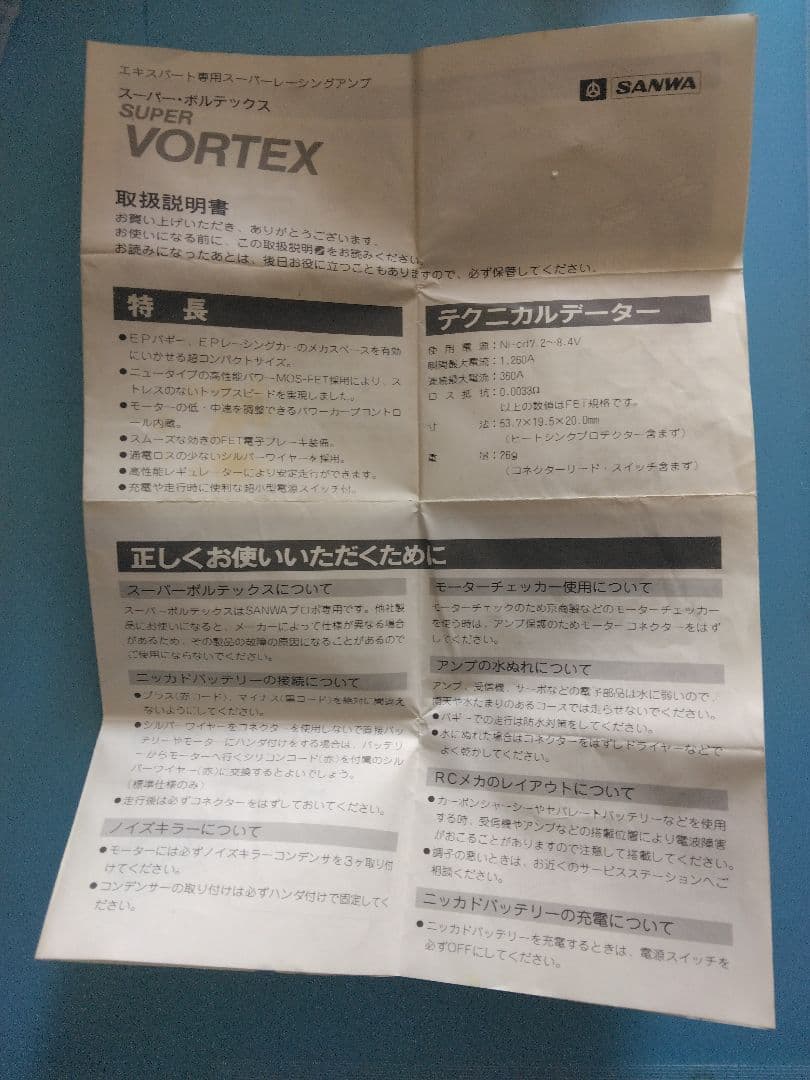 エキスパート専用スーパーレーシングアンプ
スーパー・ボルテックス
SUPER
VORTEX
SANWA
取扱説明書
お買い上げいただき、ありがとうございます。
お使いになる前に、この取扱説明書をお読みください。
お読みになったあとは、後日お役に立つこともありますので、必ず保管してください。
特 長
●EPバギー、EPレーシングカーのメカスペースを有効
にいかせる超コンパクトサイズ。
●ニュータイプの高性能パワーMOS-FET採用により、ス
トレスのないトップスピードを実現しました。
●モーターの低・中速を調整できるパワーカーブコントロ
ール内蔵。
●スムーズな効きのFET電子ブレーキ装備。
●通電ロスの少ないシルバーワイヤーを採用。
●高性能レギュレーターにより安定走行ができます。
●充電や走行時に便利な超小型電源スイッチ付。
テクニカルデーター
使用電源：Ni-cd7.2〜8.4V
瞬間最大電流：1,260A
連続最大電流：360A
ロス抵抗：0.0033Ω
以上の数値はFET規格です。
寸 法：53.7×19.5×20.0mm
（ヒートシンクプロテクター含まず）
重 量：26g
（コネクターリード・スイッチ含まず）
正しくお使いいただくために
スーパーボルテックスについて
スーパーボルテックスはSANWAプロポ専用です。他社製
品にお使いになると、メーカーによって仕様が異なる場合
があるため、その製品の故障の原因になることがあるので
ご使用にならないでください。
ニッカドバッテリーの接続について
●プラス(赤コード)、マイナス(黒コード)を絶対に間違え
ないようにしてください。
●シルバーワイヤーをコネクターを使用しないで直接バッ
テリーやモーターにハンダ付けをする場合は、バッテリ
ーからモーターへ行くシリコンコード(赤)を付属のシル
バーワイヤー(赤)に交換するとよいでしょう。
(標準仕様のみ)
●走行後は必ずコネクターをはずしておいてください。
ノイズキラーについて
●モーターには必ずノイズキラーコンデンサを3ヶ取り付
けてください。
●コンデンサーの取り付けは必ずハンダ付けで固定してく
ださい。
モーターチェッカー使用について
モーターチェックのため京商製などのモーターチェッカー
を使う時は、アンプ保護のためモーターコネクターをはず
してください。
アンプの水ぬれについて
アンプ、受信機、サーボなどの電子部品は水に弱いので、
雨天や水たまりのあるコースでは走らせないでください。
●バギーでの走行は防水対策をしてください。
●水にぬれた場合はコネクターをはずしドライヤーなどで
よく乾かしてください。
RCメカのレイアウトについて
●カーボンシャーシーやセパレートバッテリーなどを使用
する時、受信機やアンプなどの搭載位置により電波障害
がおこることがありますので注意して搭載してください。
●調子の悪いときは、お近くのサービスステーションへご
相談ください。
ニッカドバッテリーの充電について
●ニッカドバッテリーを充電するときは、電源スイッチを
必ずOFFにしてください。